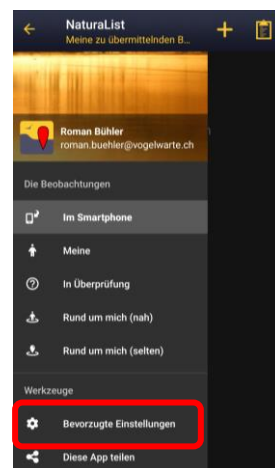 NaturaList
Meine zu übermittelnden B...
Roman Bühler
roman.buehler@vogelwarte.ch
Die Beobachtungen
Im Smartphone
Meine
In Überprüfung
Rund um mich (nah)
Rund um mich (selten)
Werkzeuge
Bevorzugte Einstellungen
Diese App teilen